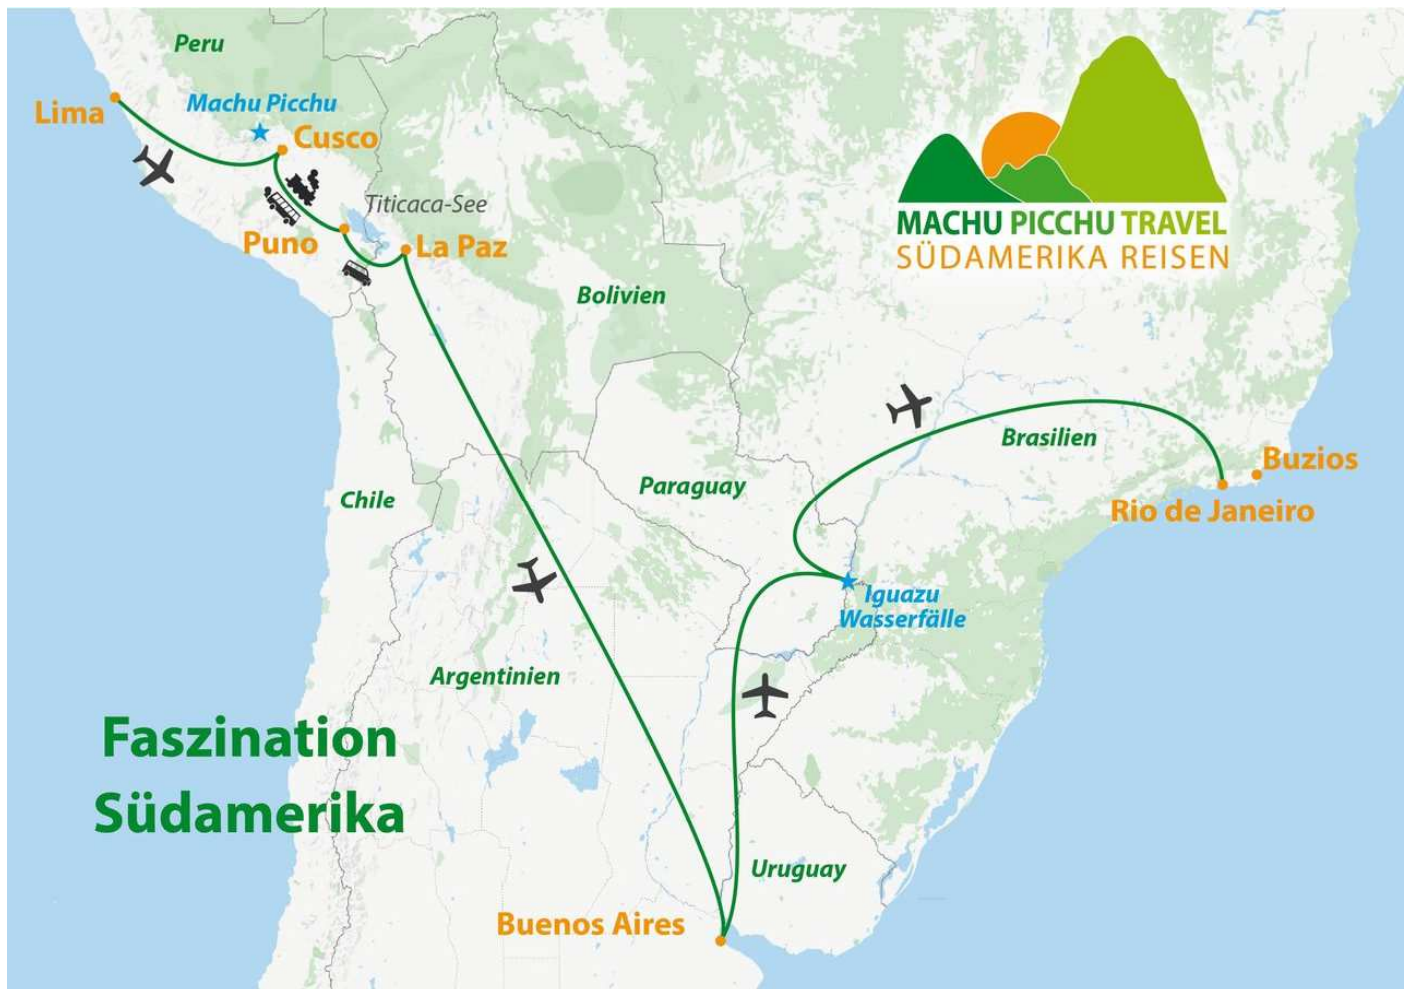 Peru
Machu Picchu
Lima
Cusco
Titicaca-See
Puno
La Paz
MACHU PICCHU TRAVEL
SÜDAMERIKA REISEN
Bolivien
Brasilien
Buzios
Paraguay
Chile
Rio de Janeiro
Iguazu
Wasserfälle
Argentinien
Faszination
Südamerika
Uruguay
Buenos Aires